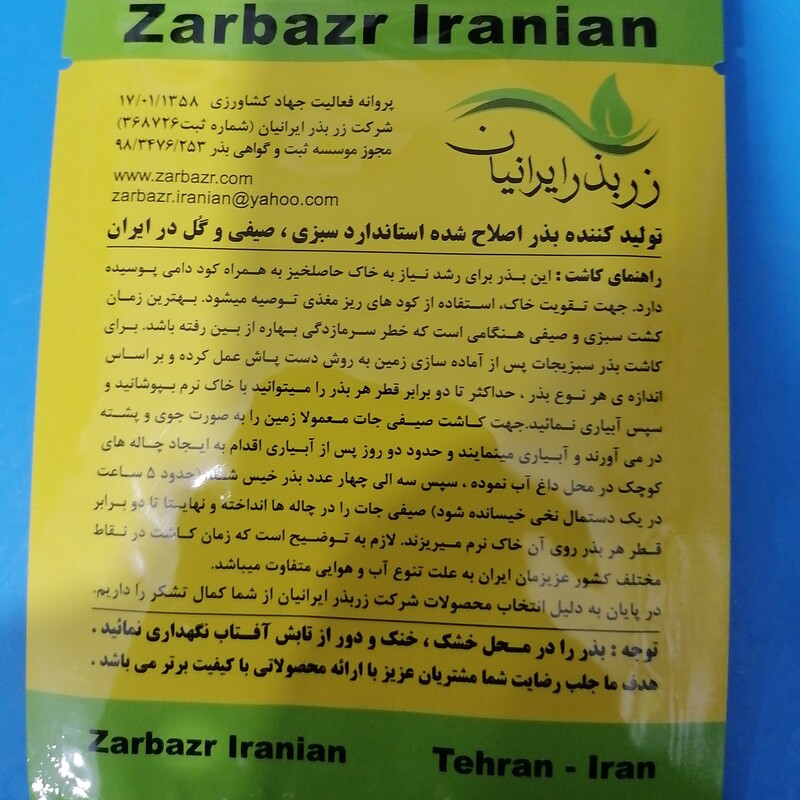 Zarbazr Iranian
پروانه فعالیت جهاد کشاورزی ۱۷/۰۱/۱۳۵۸
شرکت زر بذر ایرانیان (شماره ثبت۳۶۸۷۲۶)
مجوز موسسه ثبت و گواهی بذر ۹۸/۳۴۷۶/۲۵۳
www.zarbazr.com
zarbazr.iranian@yahoo.com
زر بذر ایرانیان
تولید کننده بذر اصلاح شده استاندارد سبزی ، صیفی و گُل در ایران
راهنمای کاشت : این بذر برای رشد نیاز به خاک حاصلخیز به همراه کود دامی پوسیده
دارد. جهت تقویت خاک، استفاده از کود های ریز مغذی توصیه میشود. بهترین زمان
کشت سبزی و صیفی هنگامی است که خطر سرمازدگی بهاره از بین رفته باشد. برای
کاشت بذر سبزیجات پس از آماده سازی زمین به روش دست پاش عمل کرده و بر اساس
اندازه ی هر نوع بذر ، حداکثر تا دو برابر قطر هر بذر را میتوانید با خاک نرم بپوشانید و
سپس آبیاری نمائید.جهت کاشت صیفی جات معمولا زمین را به صورت جوی و پشته
در می آورند و آبیاری مینمایند و حدود دو روز پس از آبیاری اقدام به ایجاد چاله های
کوچک در محل داغ آب نموده ، سپس سه الی چهار عدد بذر خیس شده (حدود ۵ ساعت
در یک دستمال نخی خیسانده شود) صیفی جات را در چاله ها انداخته و نهایتا تا دو برابر
قطر هر بذر روی آن خاک نرم میریزند. لازم به توضیح است که زمان کاشت در نقاط
مختلف کشور عزیزمان ایران به علت تنوع آب و هوایی متفاوت میباشد.
در پایان به دلیل انتخاب محصولات شرکت زربذر ایرانیان از شما کمال تشکر را داریم.
توجه : بذر را در محل خشک ، خنک و دور از تابش آفتاب نگهداری نمائید .
هدف ما جلب رضایت شما مشتریان عزیز با ارائه محصولاتی با کیفیت برتر می باشد .
Zarbazr Iranian
Tehran - Iran